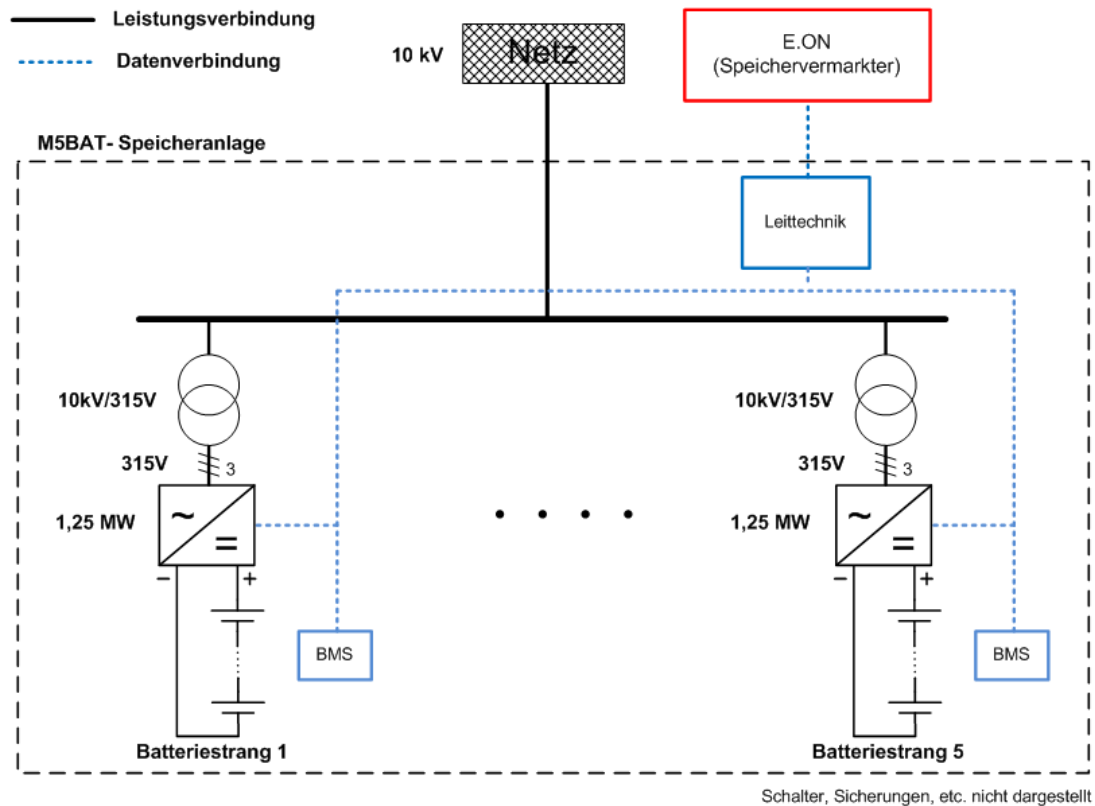 Leistungsverbindung
Datenverbindung
10 kV
Netz
E.ON
(Speichervermarkter)
M5BAT- Speicheranlage
Leittechnik
10kV/315V
10kV/315V
315V
3
315V
3
1,25 MW
~
=
1,25 MW
~
=
−
+
−
+
BMS
BMS
Batteriestrang 1
Batteriestrang 5
Schalter, Sicherungen, etc. nicht dargestellt